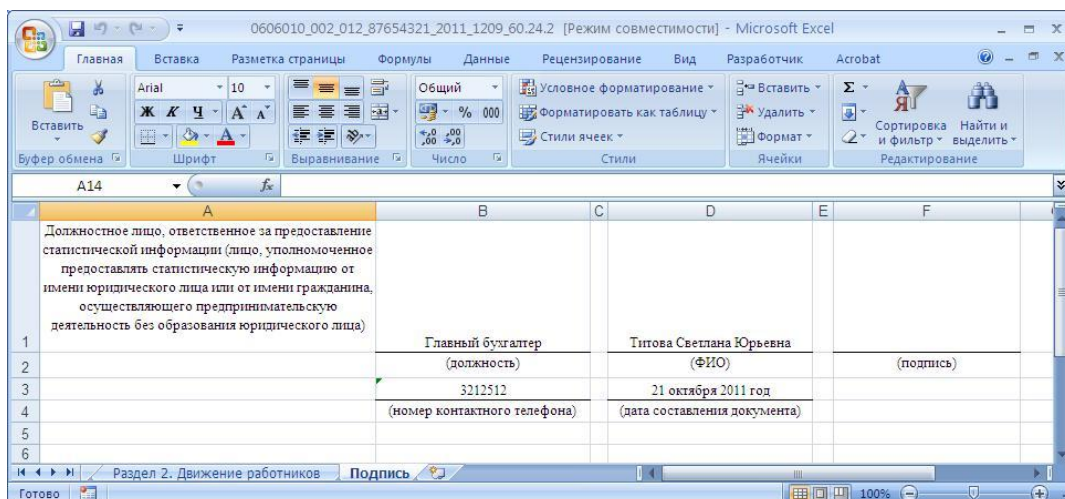 0606010_002_012_87654321_2011_1209_60.24.2 [Режим совместимости] - Microsoft Excel
Главная Вставка Разметка страницы Формулы Данные Рецензирование Вид Разработчик Acrobat
Вставить
Arial 10
Ж К Ч
Общий
% 000
Условное форматирование
Форматировать как таблицу
Стили ячеек
Вставить
Удалить
Формат
Σ
Сортировка и фильтр
Найти и выделить
Буфер обмена Шрифт Выравнивание Число Стили Ячейки Редактирование
A14 fx
A B C D E F
Должностное лицо, ответственное за предоставление
статистической информации (лицо, уполномоченное
предоставлять статистическую информацию от
имени юридического лица или от имени гражданина,
осуществляющего предпринимательскую
деятельность без образования юридического лица)
1 Главный бухгалтер Титова Светлана Юрьевна
2 (должность) (ФИО) (подпись)
3 3212512 21 октября 2011 год
4 (номер контактного телефона) (дата составления документа)
5
6
Раздел 2. Движение работников Подпись
Готово 100%